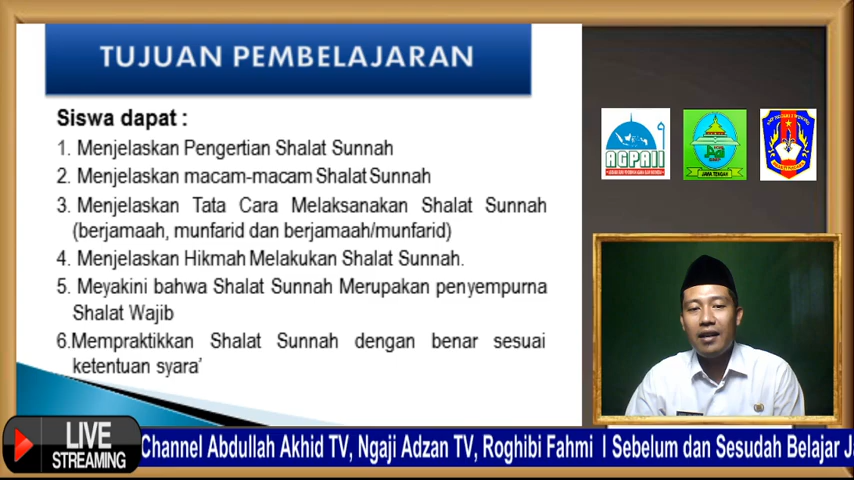 TUJUAN PEMBELAJARAN
Siswa dapat :
1. Menjelaskan Pengertian Shalat Sunnah
2. Menjelaskan macam-macam Shalat Sunnah
3. Menjelaskan Tata Cara Melaksanakan Shalat Sunnah
(berjamaah, munfarid dan berjamaah/munfarid)
4. Menjelaskan Hikmah Melakukan Shalat Sunnah.
5. Meyakini bahwa Shalat Sunnah Merupakan penyempurna
Shalat Wajib
6.Mempraktikkan Shalat Sunnah dengan benar sesuai
ketentuan syara’
AGPAII
JAWA TENGAH
LIVE
STREAMING
Channel Abdullah Akhid TV, Ngaji Adzan TV, Roghibi Fahmi I Sebelum dan Sesudah Belajar J